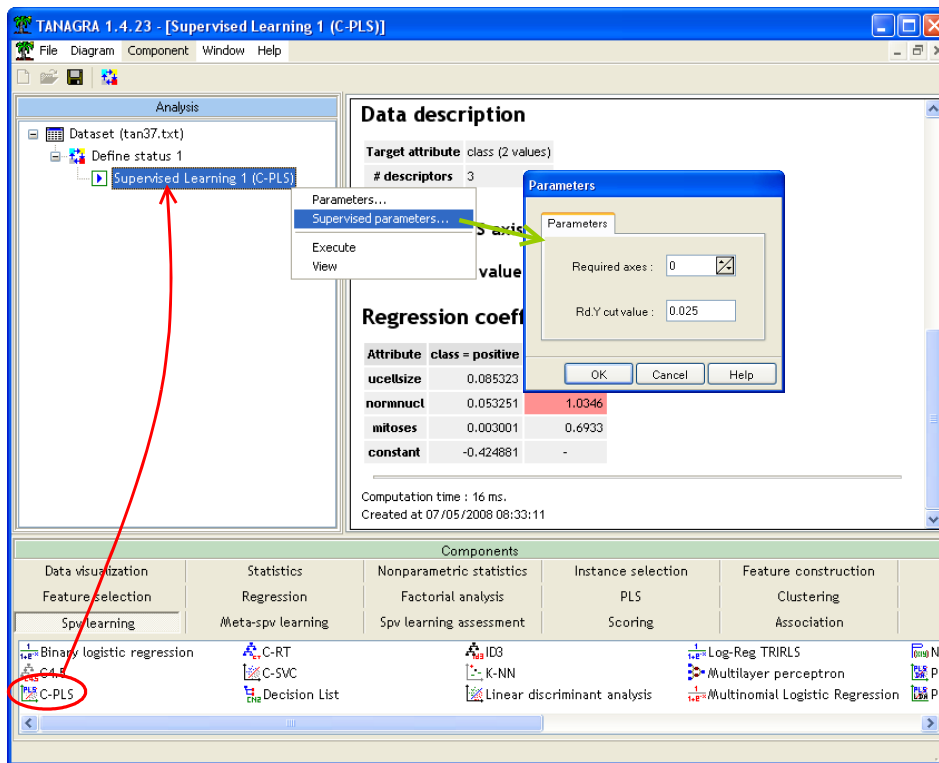 TANAGRA 1.4.23 - [Supervised Learning 1 (C-PLS)]
File Diagram Component Window Help
Analysis
Dataset (tan37.txt)
Define status 1
Supervised Learning 1 (C-PLS)
Parameters...
Supervised parameters...
Execute
View
Data description
Target attribute class (2 values)
# descriptors 3
S axis
value
Regression coeff
Attribute class = positive
ucellsize 0.085323
normnucl 0.053251 1.0346
mitoses 0.003001 0.6933
constant -0.424881 -
Computation time : 16 ms.
Created at 07/05/2008 08:33:11
Parameters
Parameters
Required axes : 0
Rd.Y cut value : 0.025
OK Cancel Help
Components
Data visualization Statistics Nonparametric statistics Instance selection Feature construction
Feature selection Regression Factorial analysis PLS Clustering
Spv learning Meta-spv learning Spv learning assessment Scoring Association
Binary logistic regression C-RT ID3 Log-Reg TRIRLS N
C4.5 C-SVC K-NN Multilayer perceptron P
C-PLS Decision List Linear discriminant analysis Multinomial Logistic Regression P